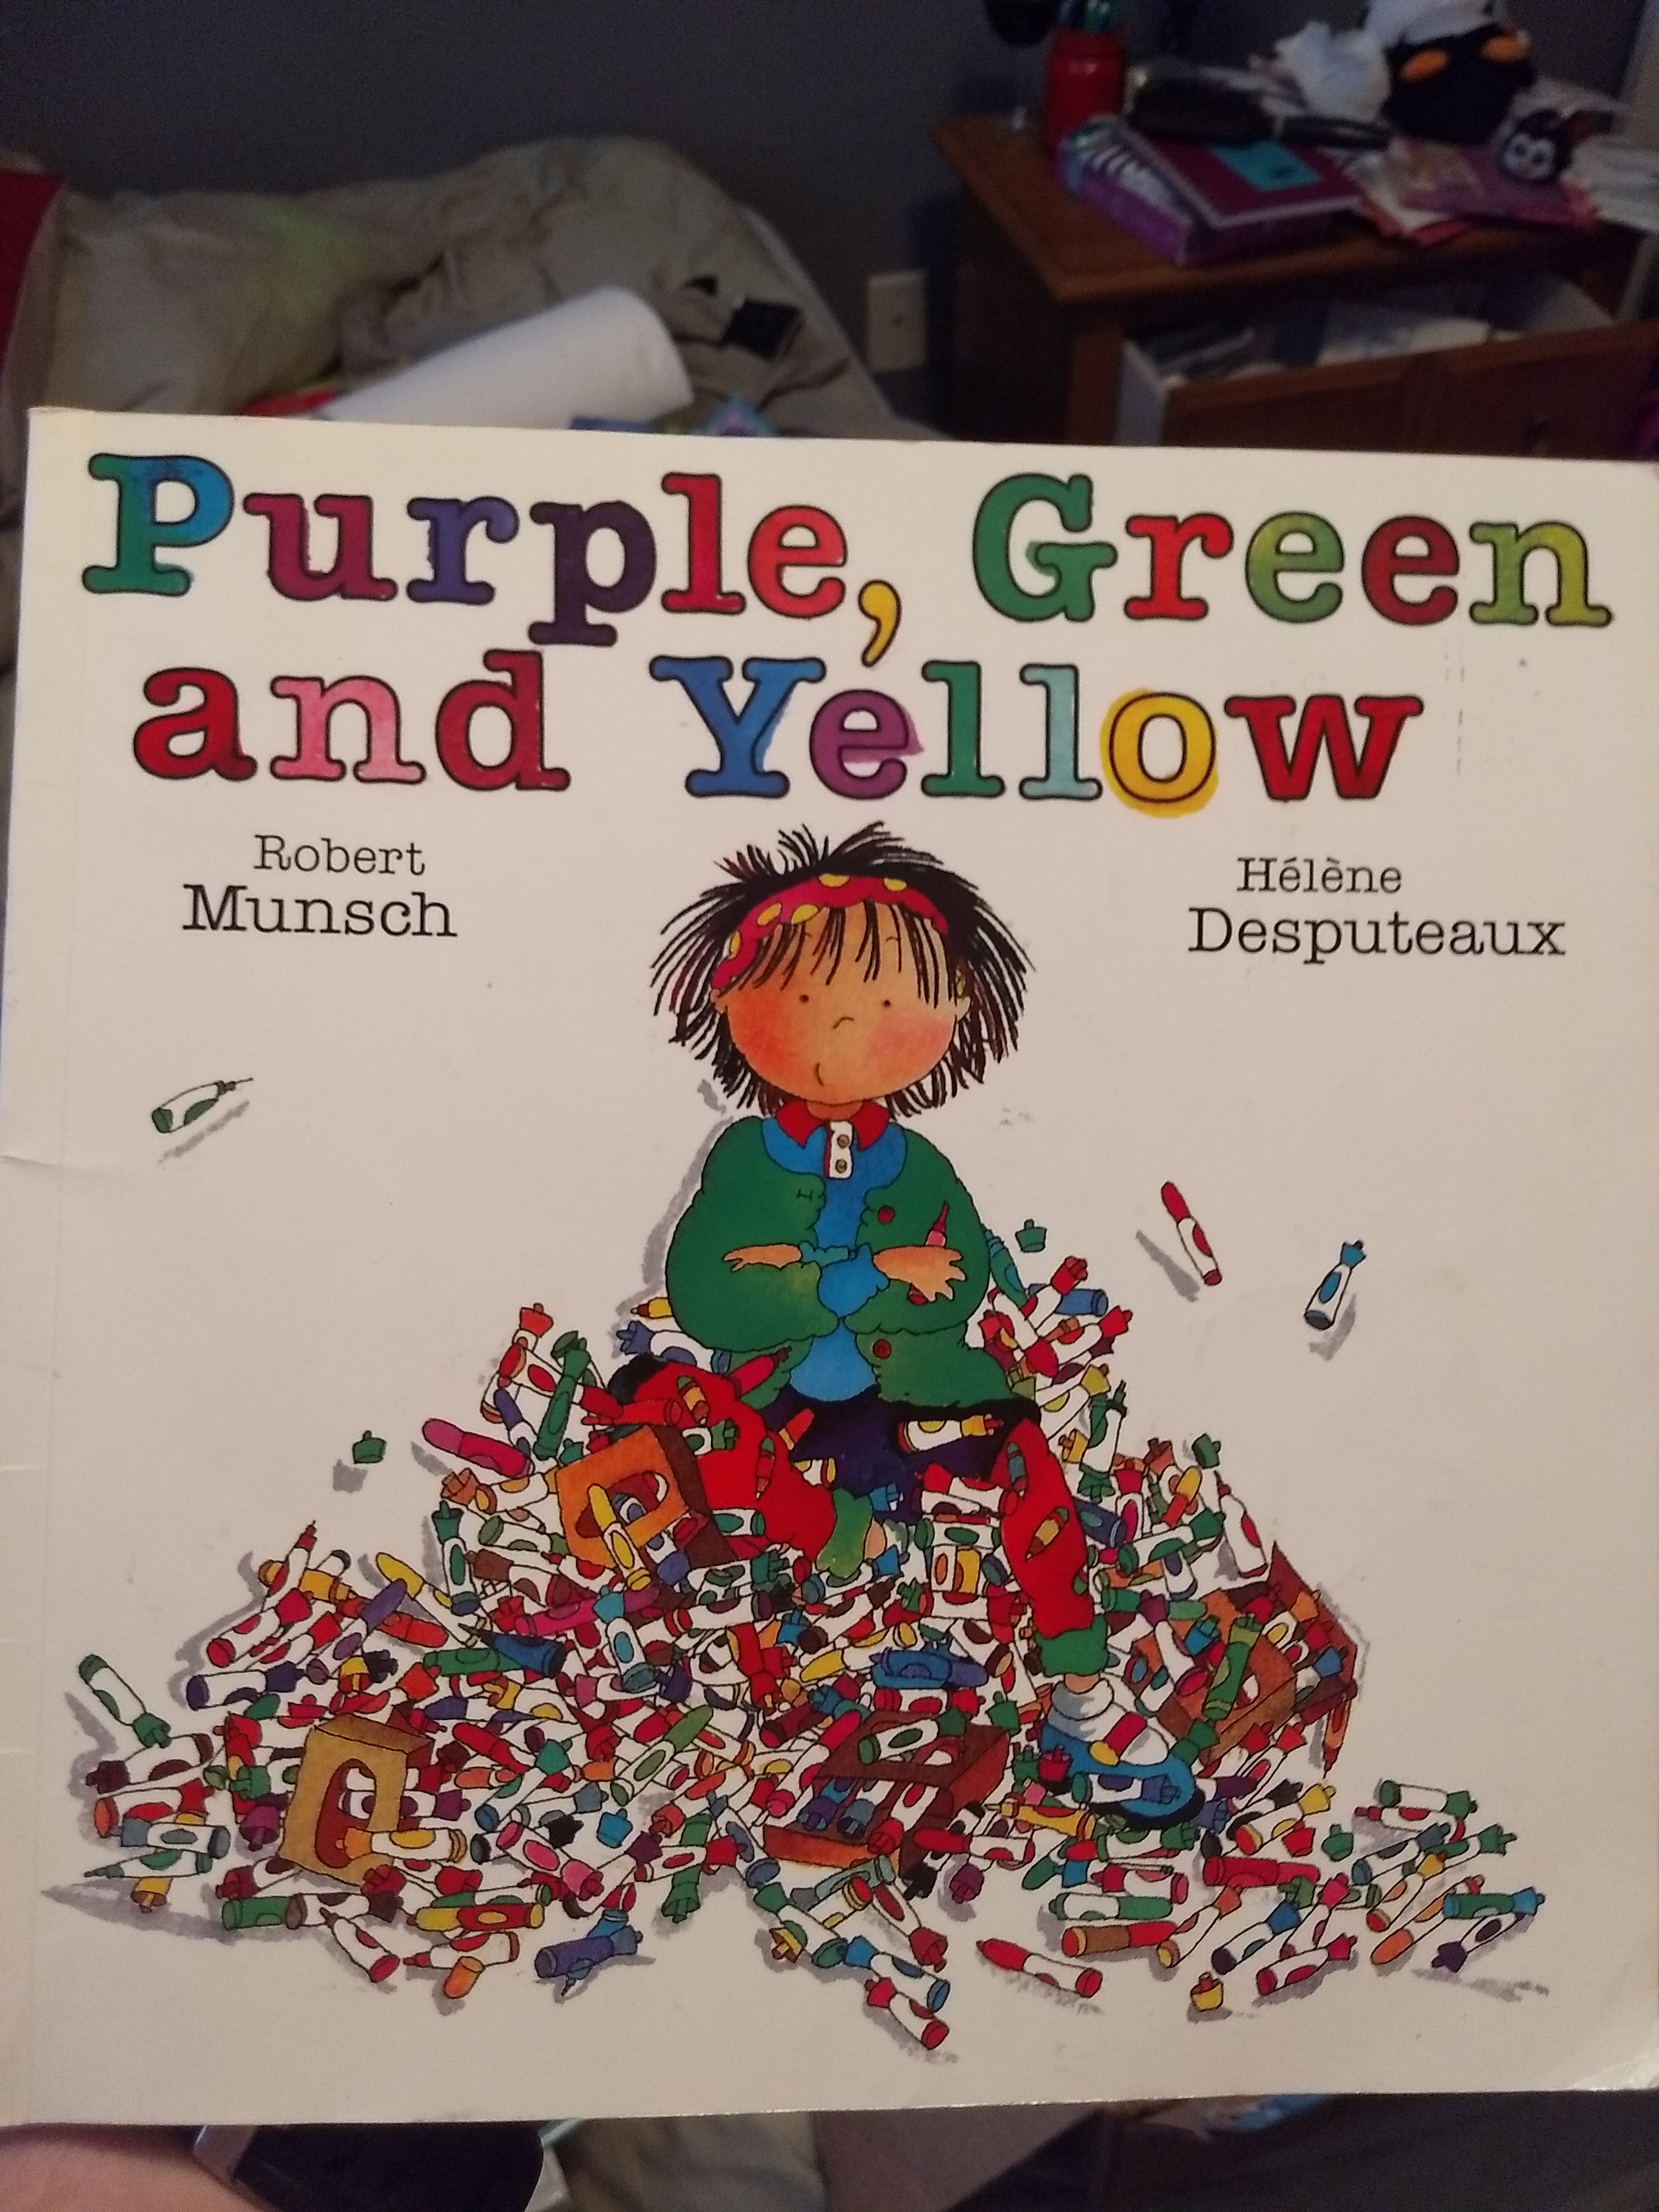 Purple, Green
and Yellow
Robert
Munsch
Hélène
Desputeaux